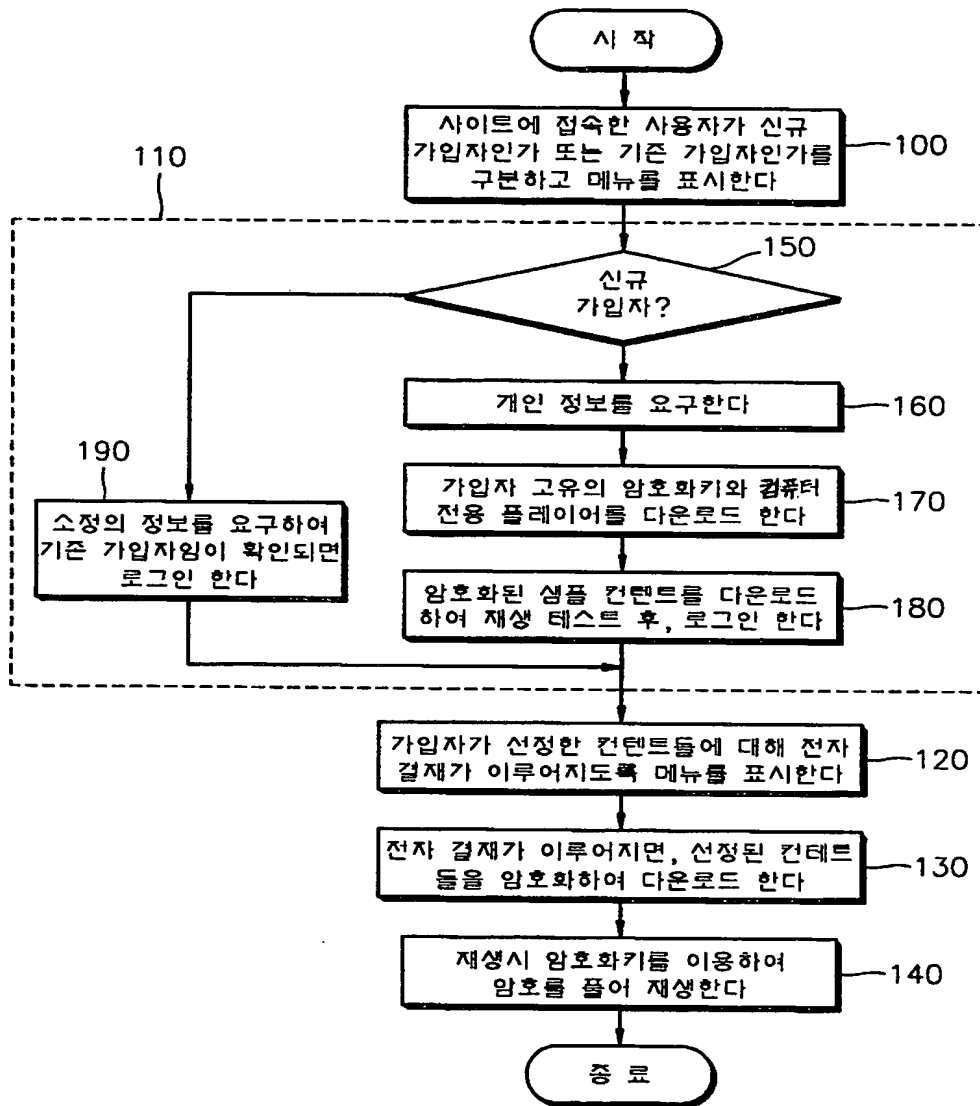 시 작
사이트에 접속한 사용자가 신규
가입자인가 또는 기존 가입자인가를
구분하고 메뉴를 표시한다
100
110
150
신규
가입자?
개인 정보를 요구한다
160
190
가입자 고유의 암호화키와 컴퓨터
전용 플레이어를 다운로드 한다
170
소정의 정보를 요구하여
기존 가입자임이 확인되면
로그인 한다
암호화된 샘플 컨텐트를 다운로드
하여 재생 테스트 후, 로그인 한다
180
가입자가 선정한 컨텐트들에 대해 전자
결재가 이루어지도록 메뉴를 표시한다
120
전자 결재가 이루어지면, 선정된 컨테트
들을 암호화하여 다운로드 한다
130
재생시 암호화키를 이용하여
암호를 풀어 재생한다
140
종 료